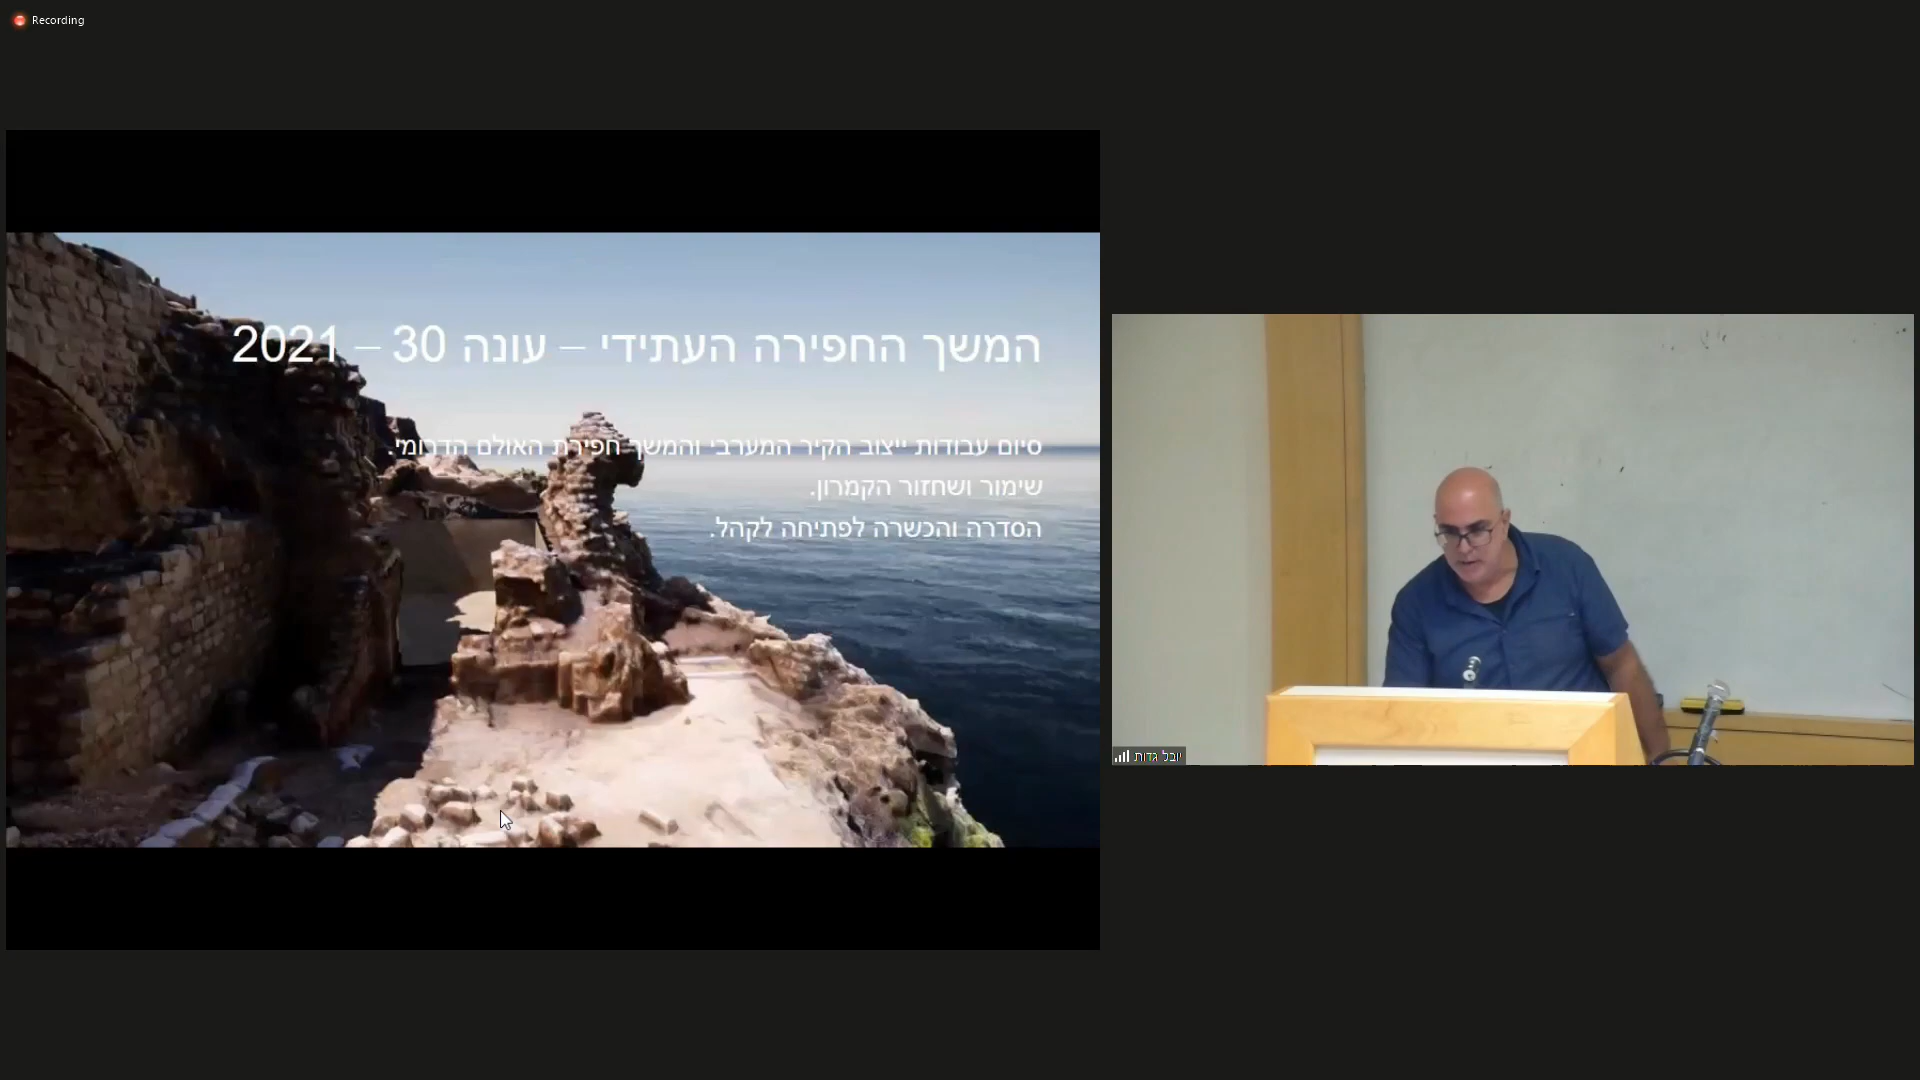 Recording
המשך החפירה העתידי – עונה 30 – 2021
סיום עבודות ייצוב הקיר המערבי והמשך חפירת האולם הדרומי.
שימור ושחזור הקמרון.
הסדרה והכשרה לפתיחה לקהל.
יובל גדות